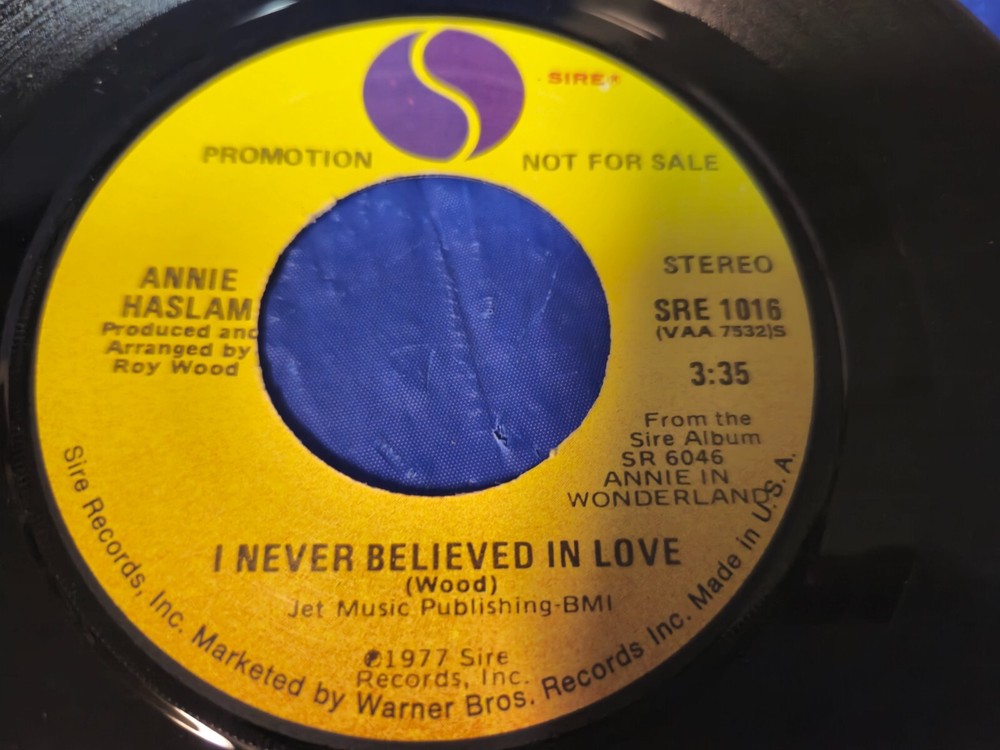 SIRE®
PROMOTION
NOT FOR SALE
ANNIE
HASLAM
Produced and
Arranged by
Roy Wood
STEREO
SRE 1016
(VAA 7532)S
3:35
From the
Sire Album
SR 6046
ANNIE IN
WONDERLAND
I NEVER BELIEVED IN LOVE
(Wood)
Jet Music Publishing-BMI
℗1977 Sire
Records, Inc.
Sire Records, Inc. Marketed by Warner Bros. Records Inc. Made in U.S.A.